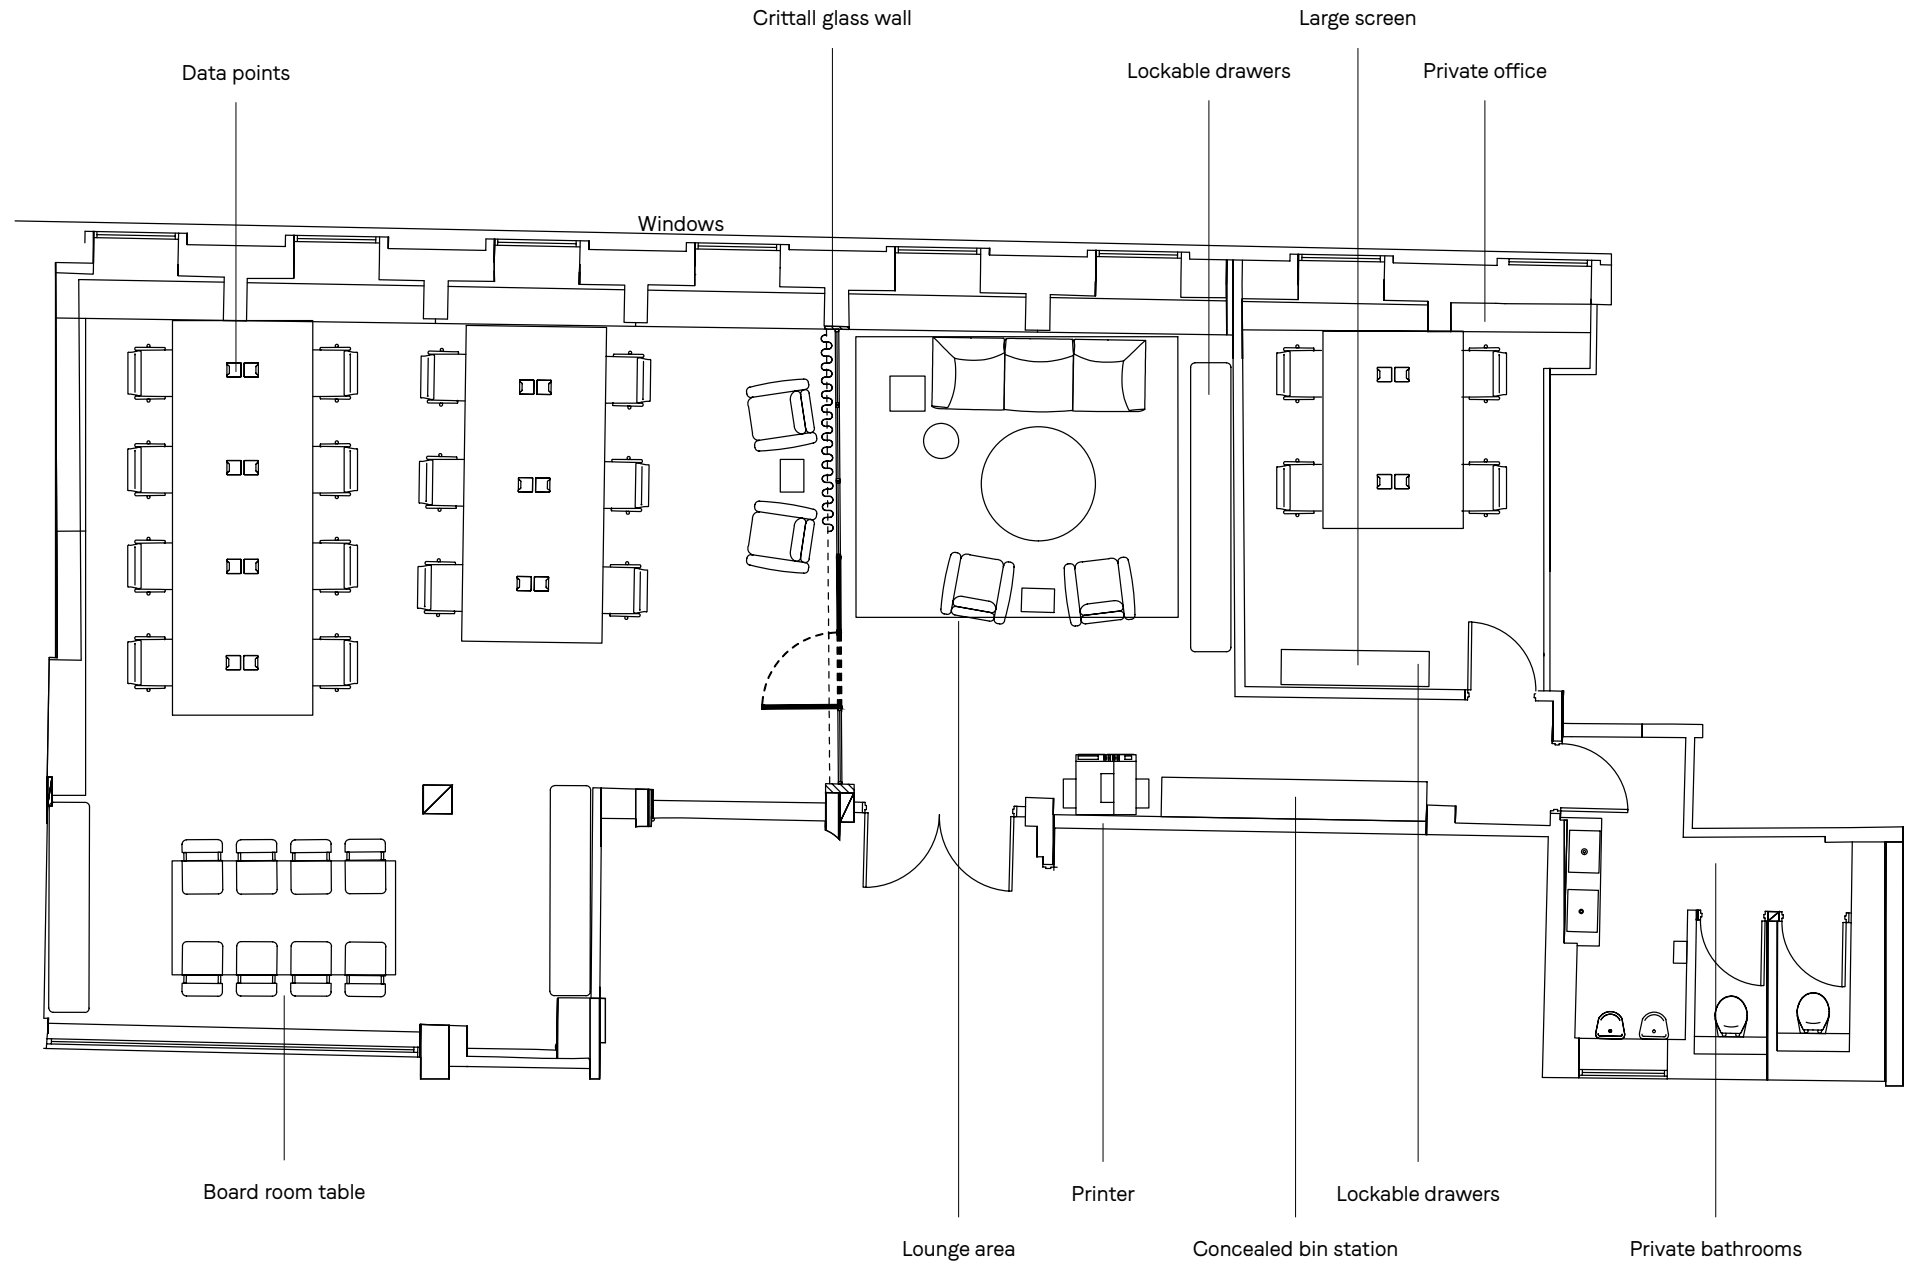 Crittall glass wall
Large screen
Data points
Lockable drawers
Private office
Windows
Board room table
Printer
Lockable drawers
Lounge area
Concealed bin station
Private bathrooms